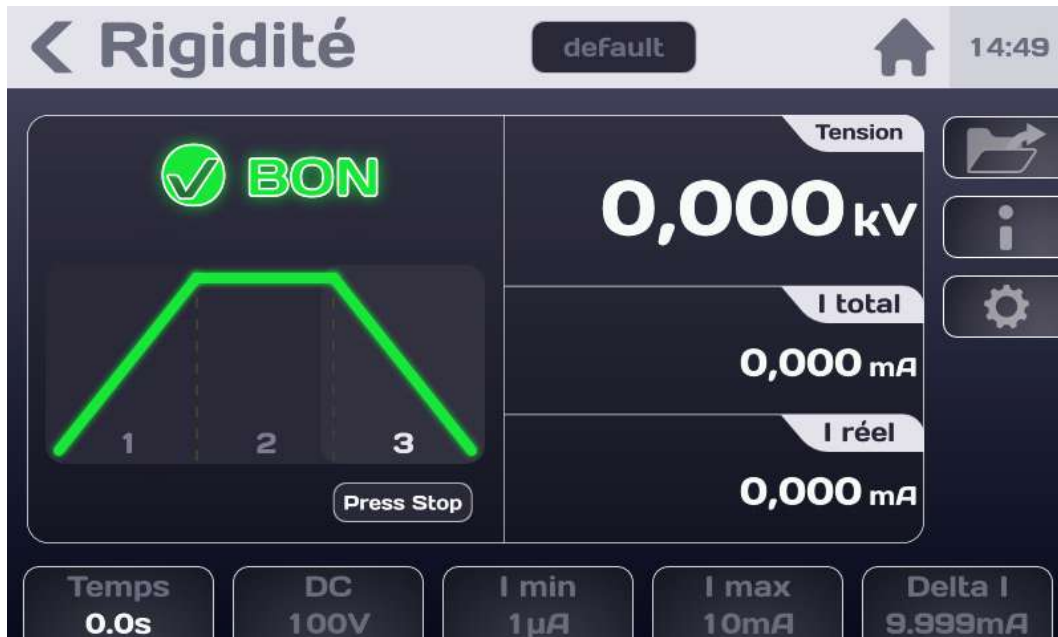 Rigidité
default
14:49
BON
1 2 3
Press Stop
Tension
0,000 kV
I total
0,000 mA
I réel
0,000 mA
Temps
0.0s
DC
100V
I min
1µA
I max
10mA
Delta I
9.999mA